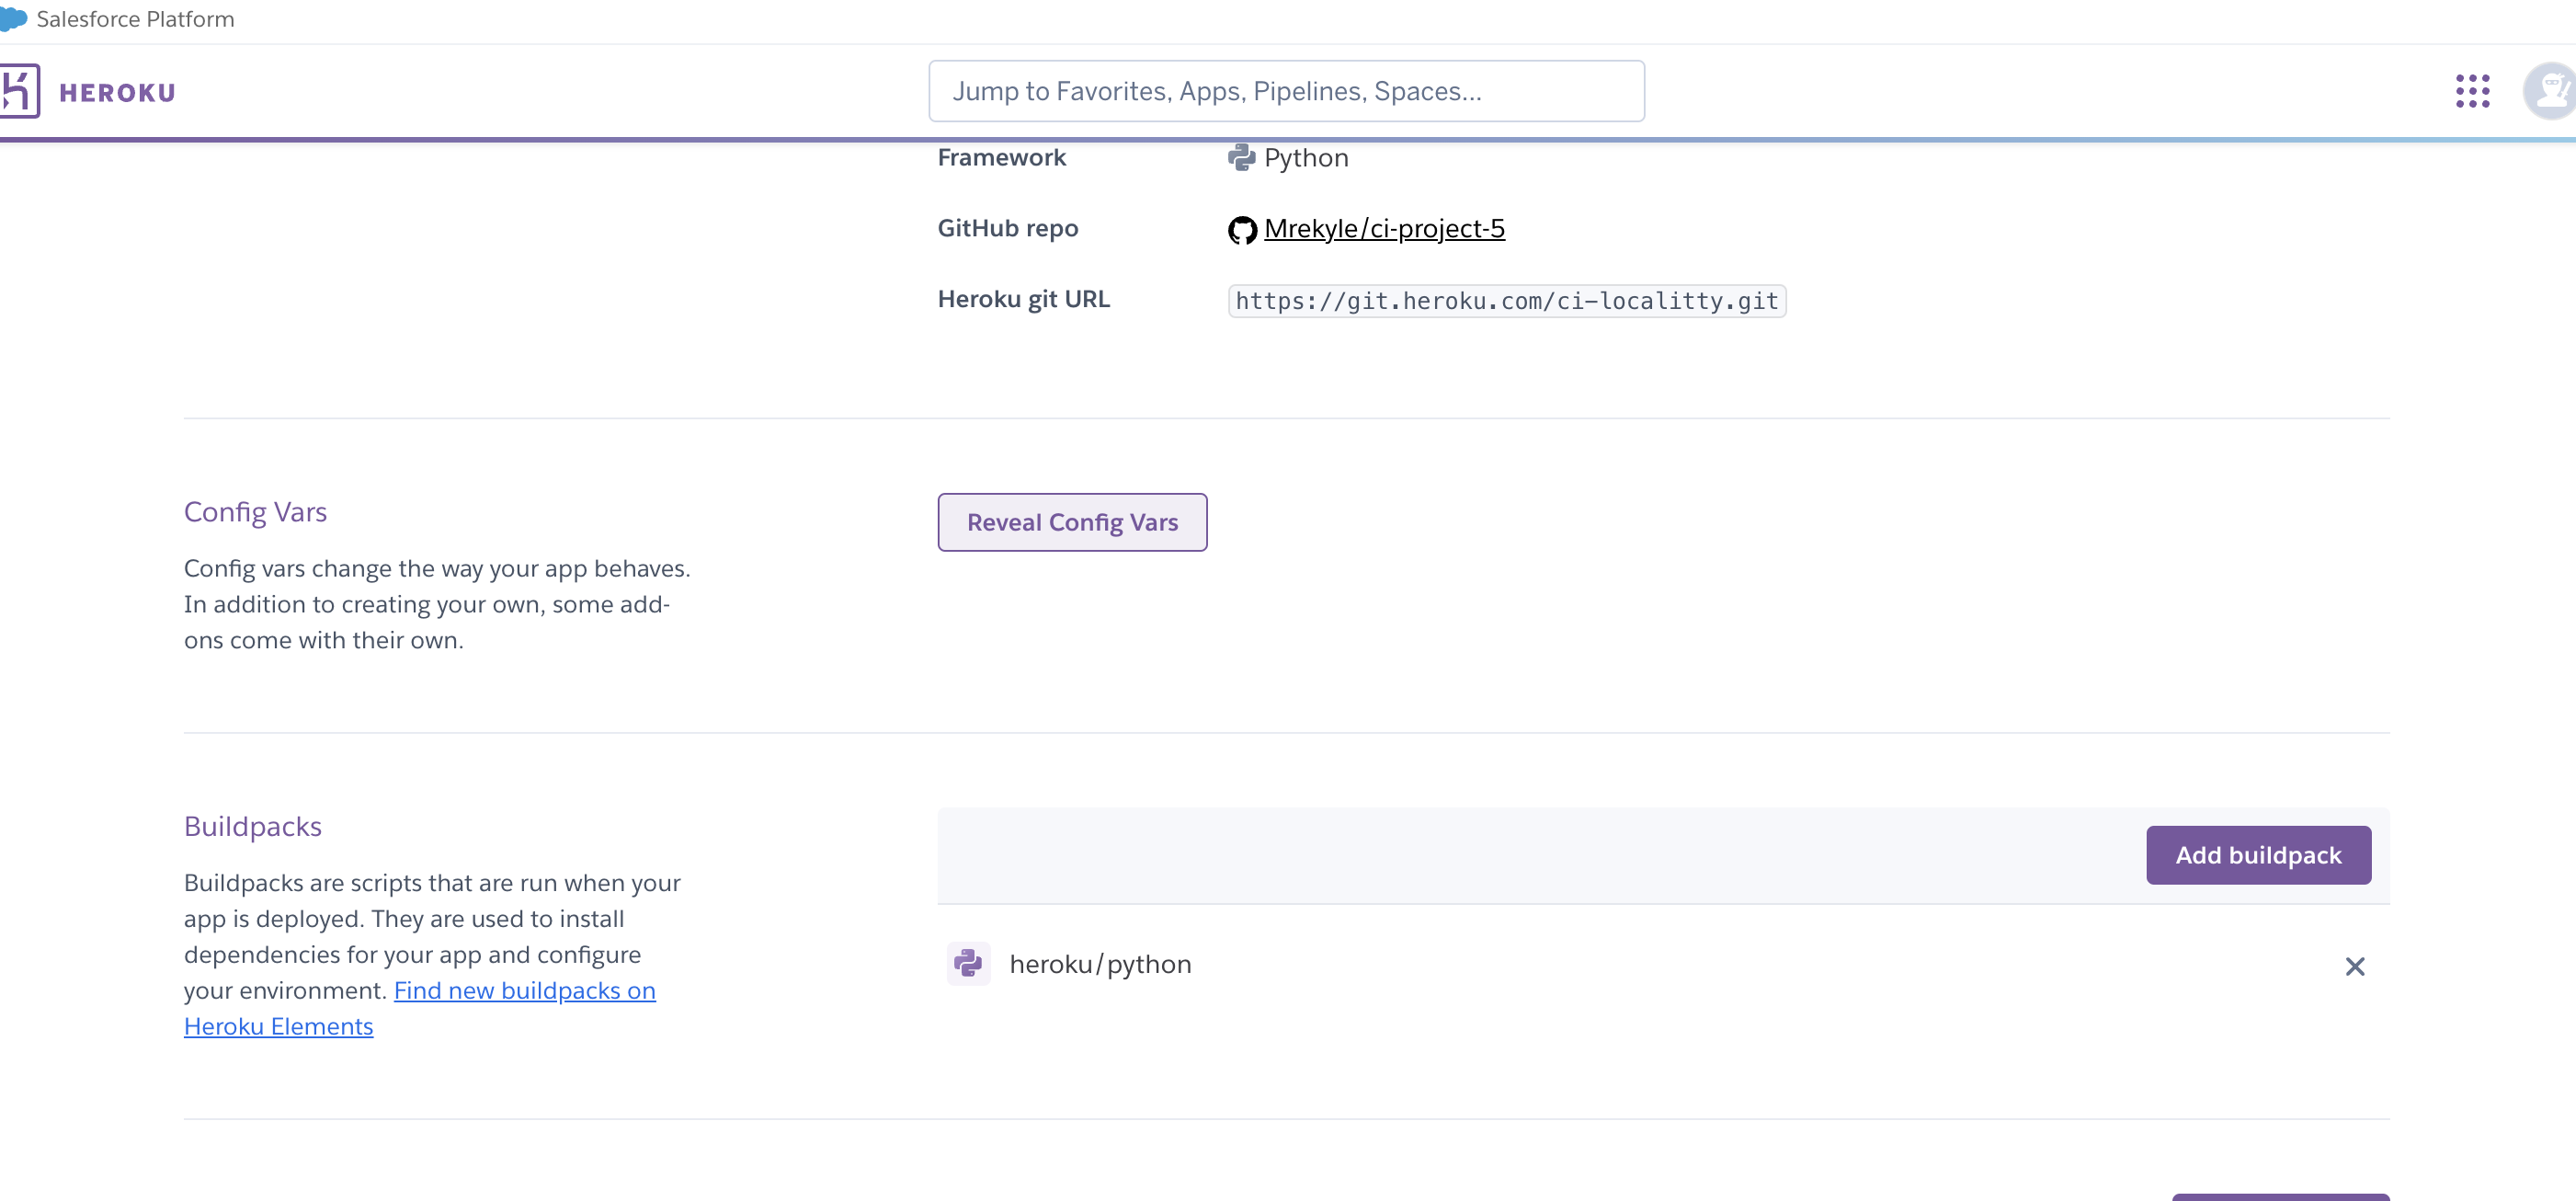 Salesforce Platform
HEROKU
Jump to Favorites, Apps, Pipelines, Spaces...
Framework
Python
GitHub repo
Mrekyle/ci-project-5
Heroku git URL
https://git.heroku.com/ci-localitty.git
Config Vars
Config vars change the way your app behaves.
In addition to creating your own, some add-
ons come with their own.
Reveal Config Vars
Buildpacks
Buildpacks are scripts that are run when your
app is deployed. They are used to install
dependencies for your app and configure
your environment. Find new buildpacks on
Heroku Elements
Add buildpack
heroku/python